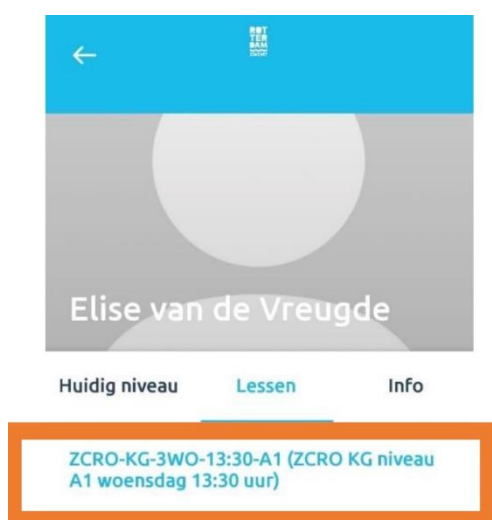 ROT
TER
DAM
Elise van de Vreugde
Huidig niveau Lessen Info
ZCRO-KG-3WO-13:30-A1 (ZCRO KG niveau
A1 woensdag 13:30 uur)